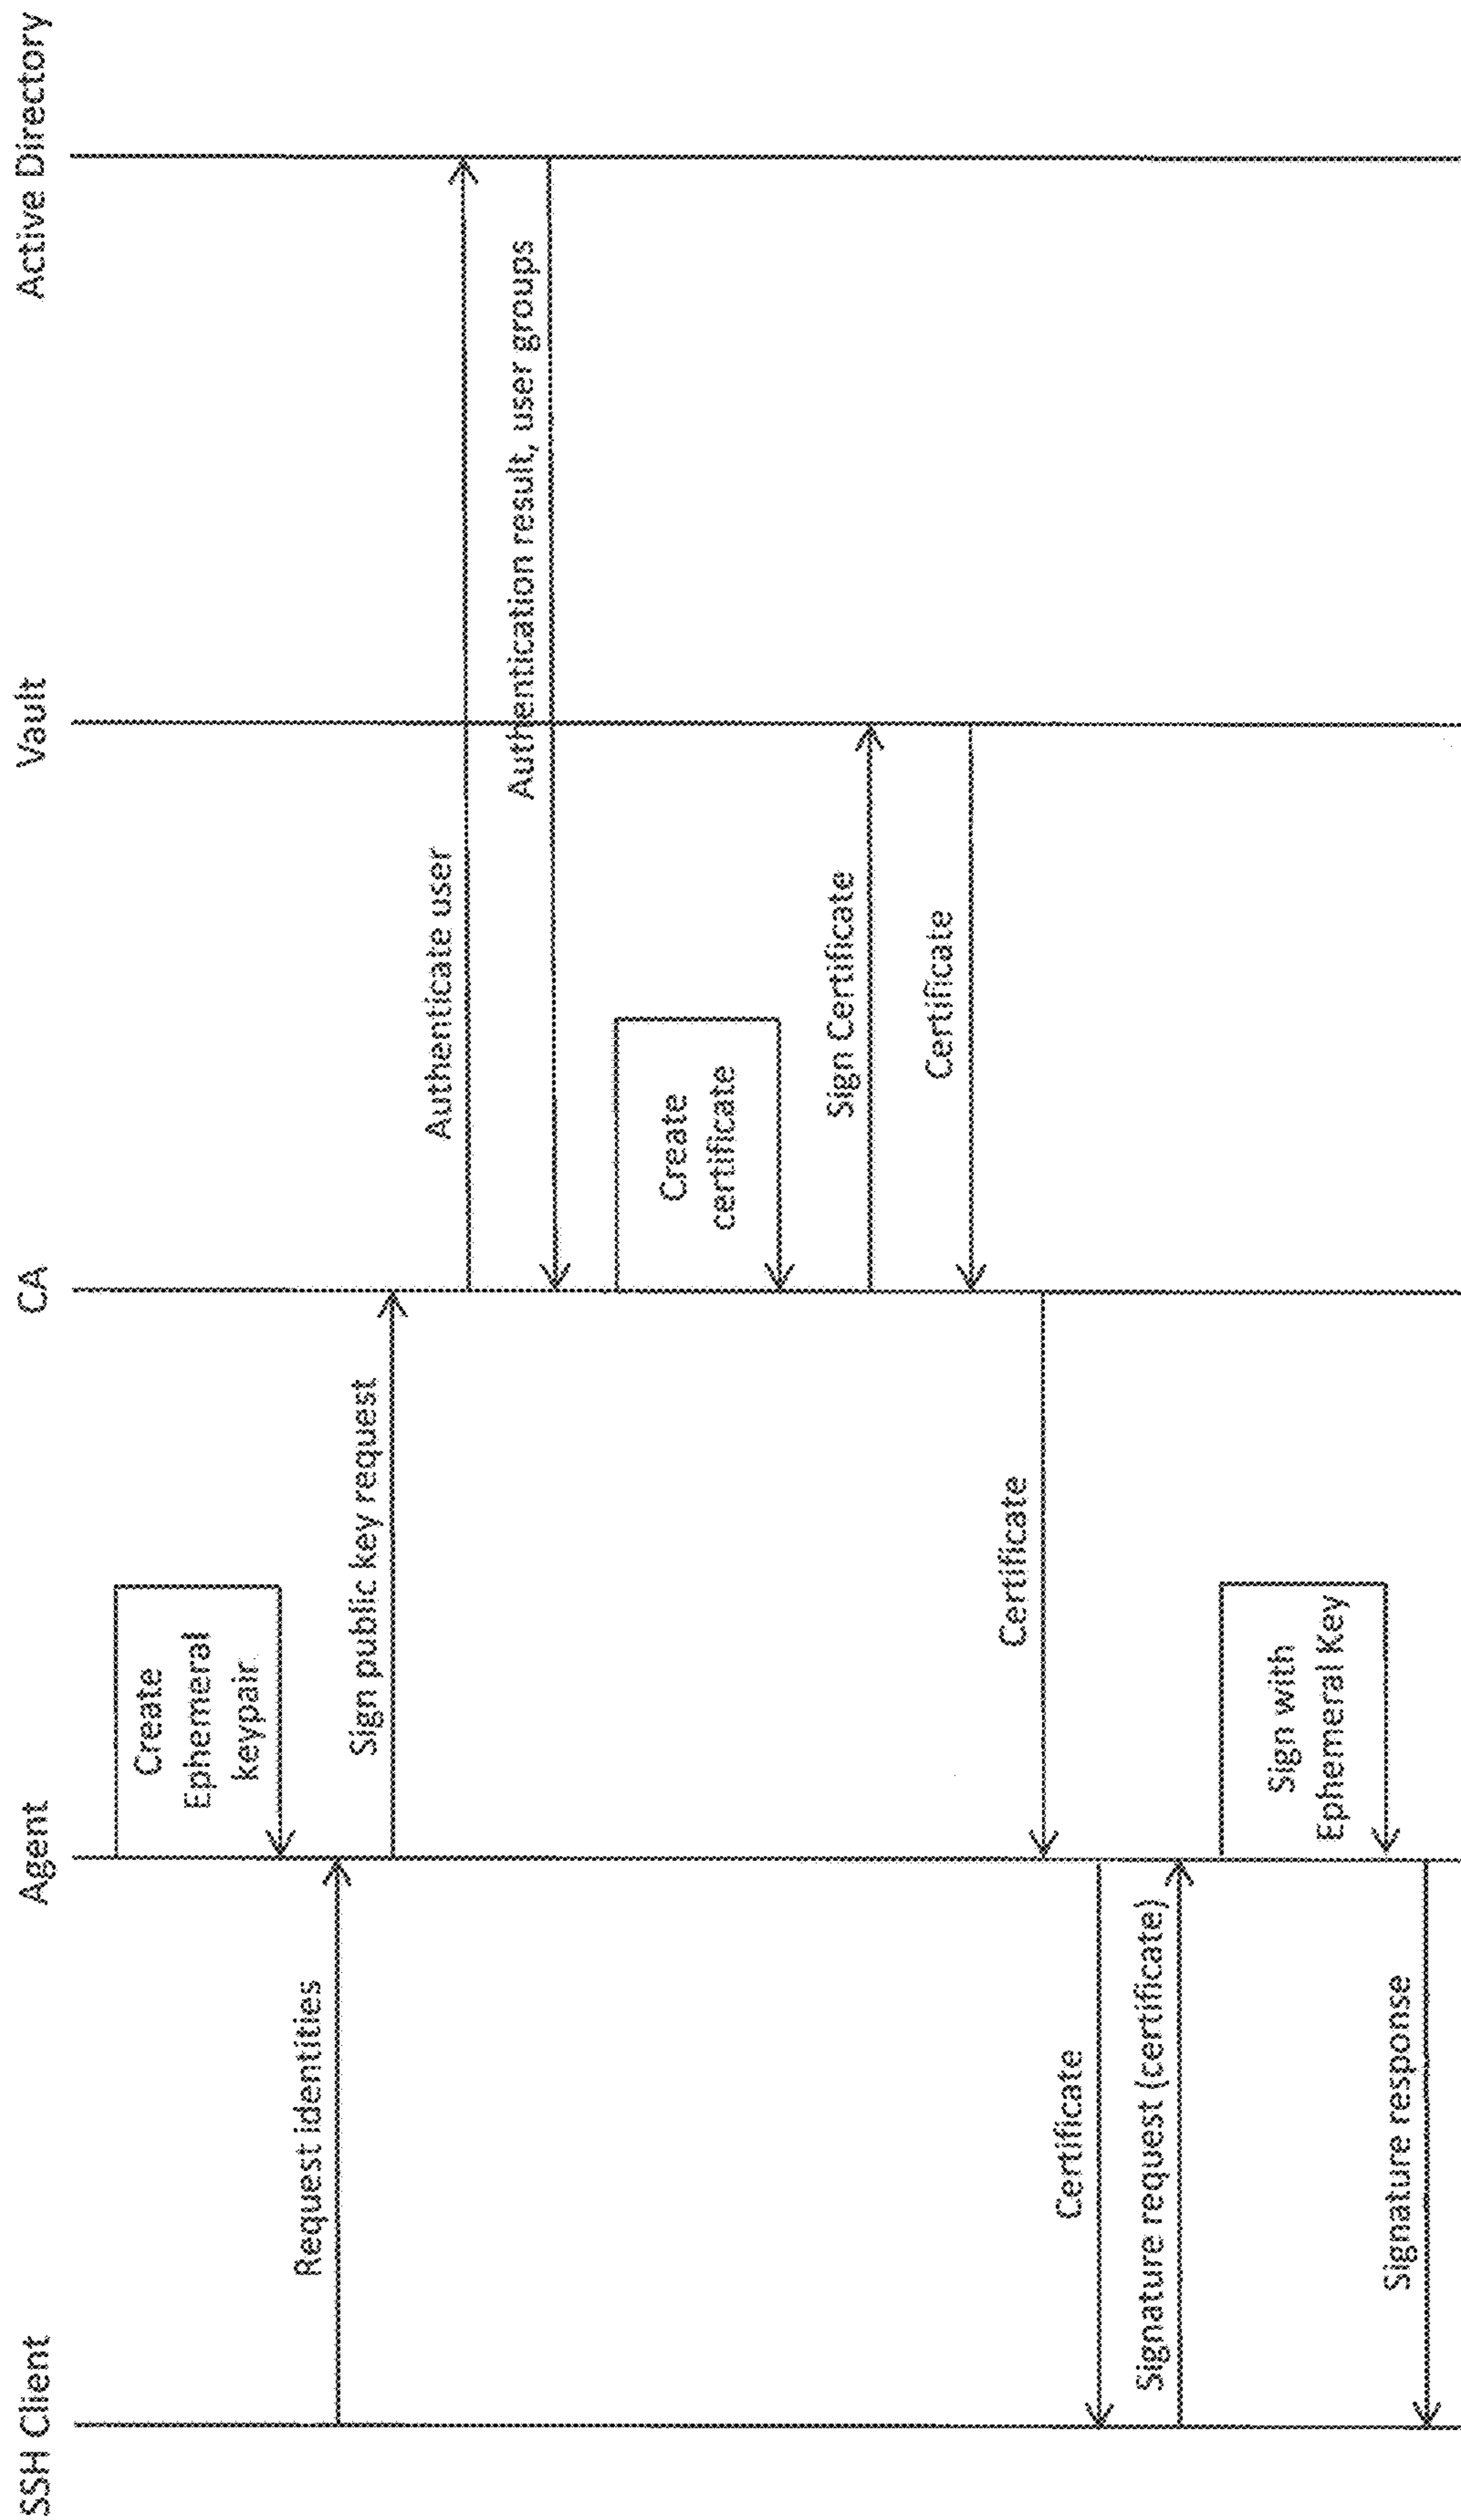 SSH Client
Agent
CA
Vault
Active Directory
Create
Ephemeral
keypair.
Request identities
Sign public key request
Authenticate user
Authentication result, user groups
Create
certificate
Sign Certificate
Certificate
Certificate
Certificate
Signature request (certificate)
Sign with
Ephemeral Key
Signature response